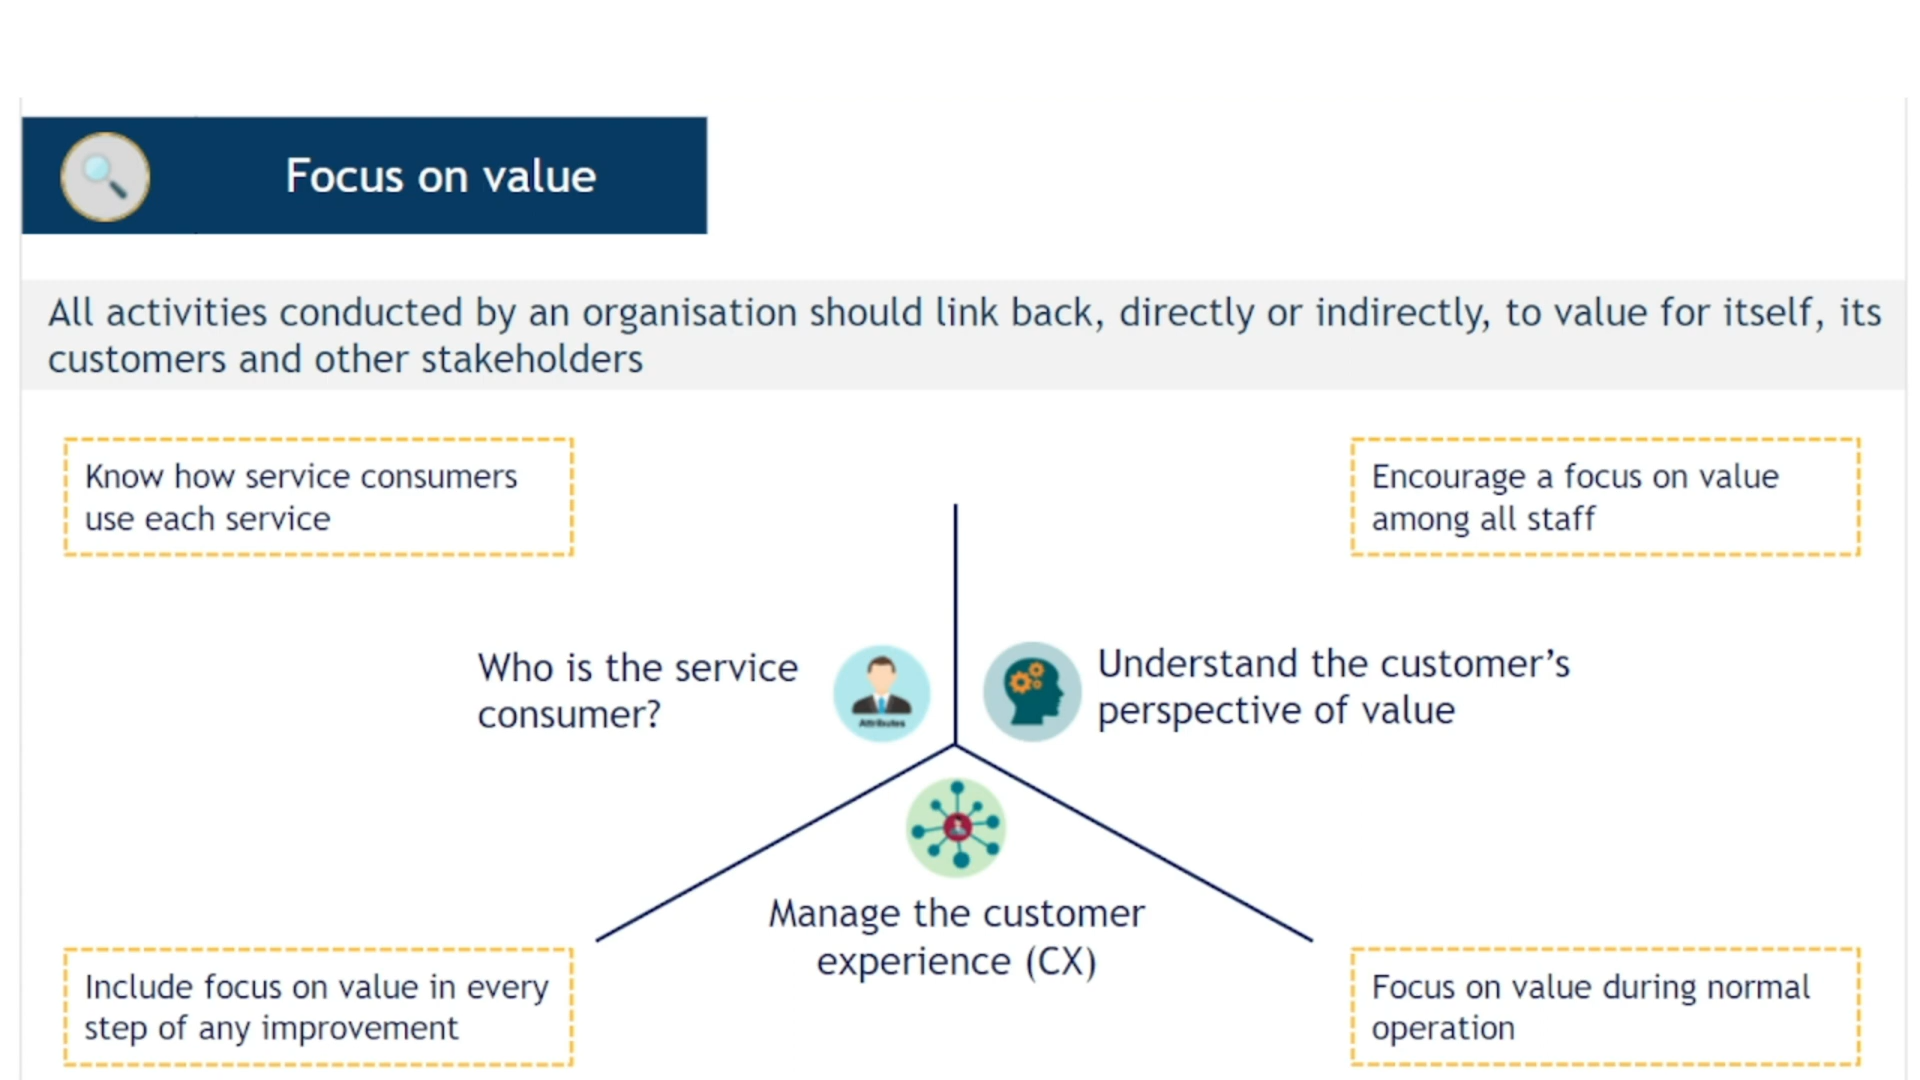 Focus on value
All activities conducted by an organisation should link back, directly or indirectly, to value for itself, its
customers and other stakeholders
Know how service consumers
use each service
Encourage a focus on value
among all staff
Who is the service
consumer?
Attributes
Understand the customer’s
perspective of value
Manage the customer
experience (CX)
Include focus on value in every
step of any improvement
Focus on value during normal
operation